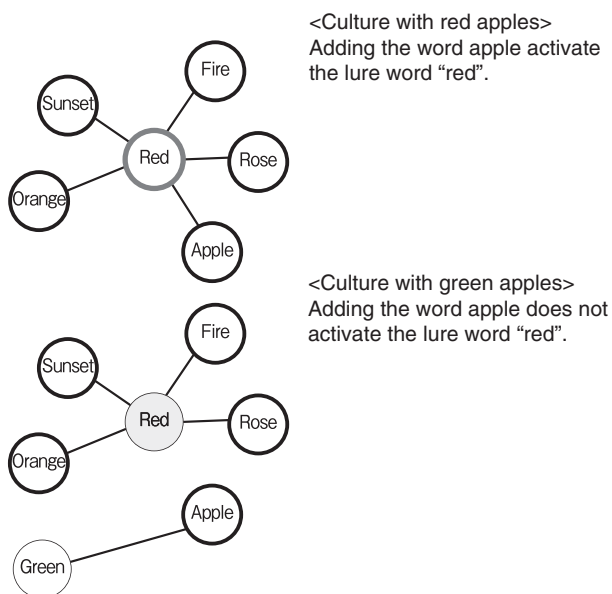 <Culture with red apples>
Adding the word apple activate
the lure word “red”.
Fire
Sunset
Red
Rose
Orange
Apple
<Culture with green apples>
Adding the word apple does not
activate the lure word “red”.
Fire
Sunset
Red
Rose
Orange
Apple
Green